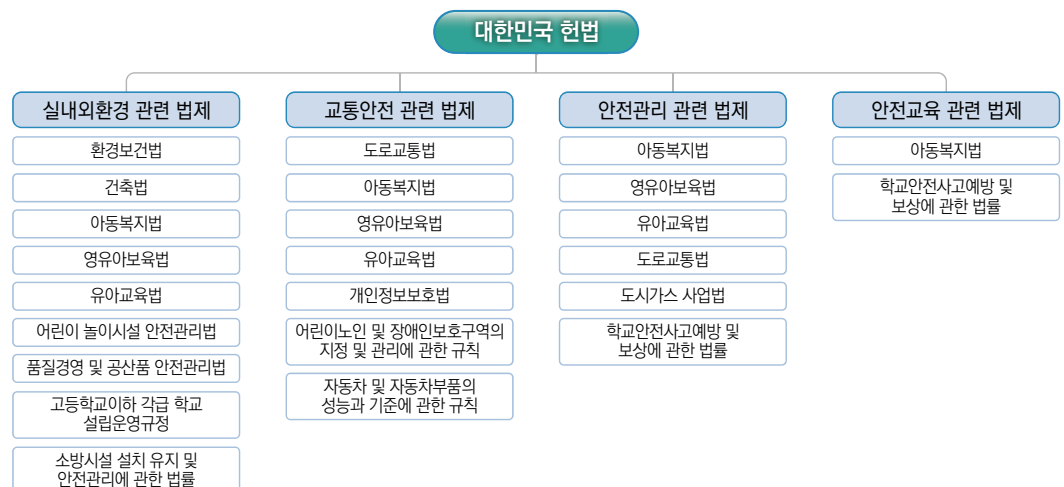 대한민국 헌법
실내외환경 관련 법제
환경보건법
건축법
아동복지법
영유아보육법
유아교육법
어린이 놀이시설 안전관리법
품질경영 및 공산품 안전관리법
고등학교이하 각급 학교
설립운영규정
소방시설 설치 유지 및
안전관리에 관한 법률
교통안전 관련 법제
도로교통법
아동복지법
영유아보육법
유아교육법
개인정보보호법
어린이노인 및 장애인보호구역의
지정 및 관리에 관한 규칙
자동차 및 자동차부품의
성능과 기준에 관한 규칙
안전관리 관련 법제
아동복지법
영유아보육법
유아교육법
도로교통법
도시가스 사업법
학교안전사고예방 및
보상에 관한 법률
안전교육 관련 법제
아동복지법
학교안전사고예방 및
보상에 관한 법률